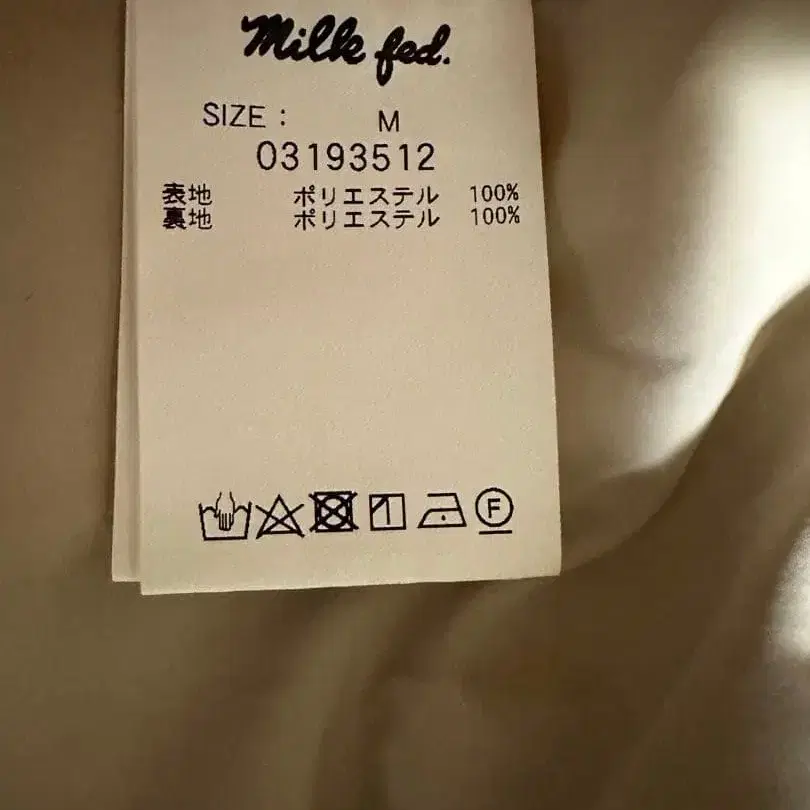 Milk fed.
SIZE : M
03193512
表地 ポリエステル 100%
裏地 ポリエステル 100%
F